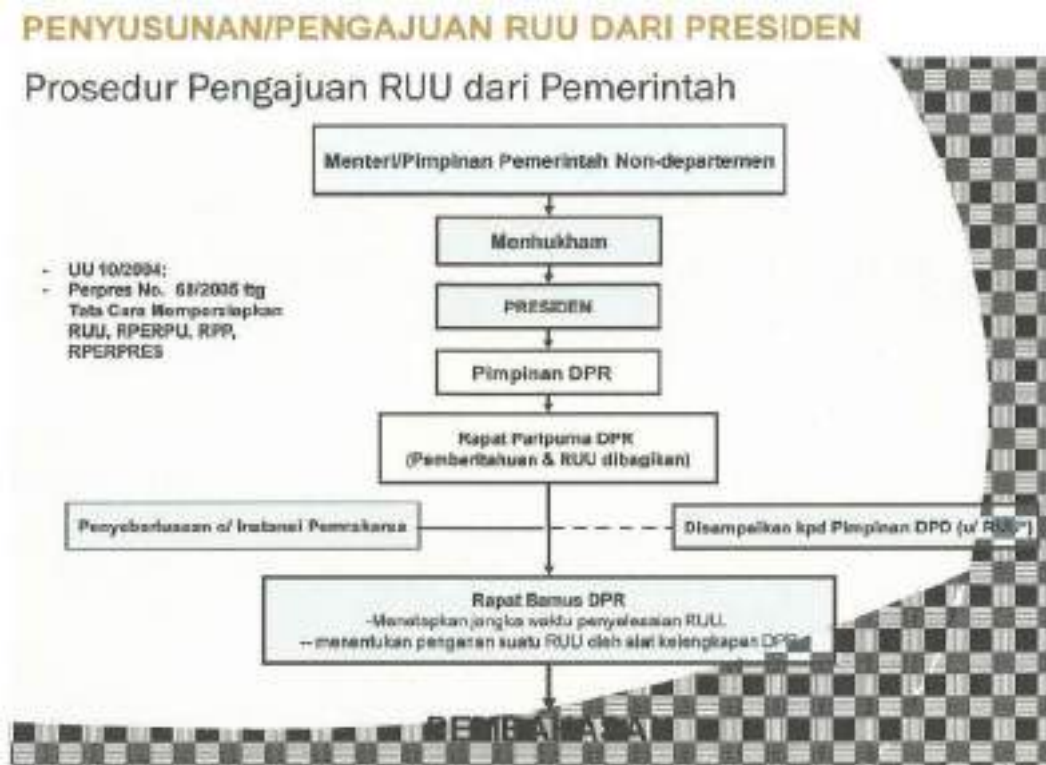 PENYUSUNAN/PENGAJUAN RUU DARI PRESIDEN
Prosedur Pengajuan RUU dari Pemerintah
Menteri/Pimpinan Pemerintah Non-departemen
Menhukham
- UU 10/2004;
- Perpres No. 68/2005 ttg
Tata Cara Mempersiapkan
RUU, RPERPU, RPP,
RPERPRES
PRESIDEN
Pimpinan DPR
Rapat Paripurna DPR
(Pemberitahuan & RUU dibagikan)
Penyebarluasan o/ Instansi Pemrakarsa
Disampaikan kpd Pimpinan DPD (u/ RUU*)
Rapat Bamus DPR
-Menetapkan jangka waktu penyelesaian RUU.
-- menentukan penganan suatu RUU oleh alat kelengkapan DPR
PEMBAHASAN